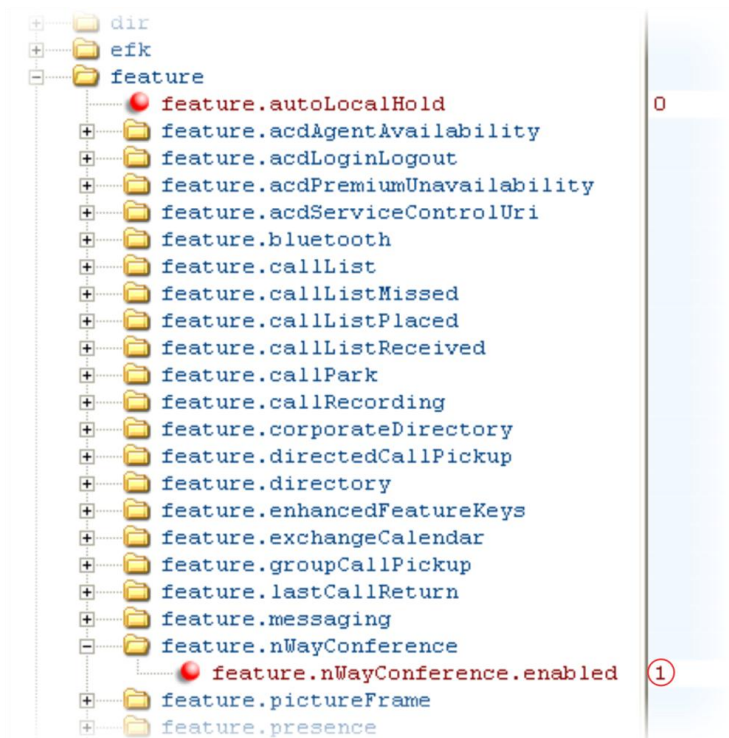 dir
efk
feature
feature.autoLocalHold 0
feature.acdAgentAvailability
feature.acdLoginLogout
feature.acdPremiumUnavailability
feature.acdServiceControlUri
feature.bluetooth
feature.callList
feature.callListMissed
feature.callListPlaced
feature.callListReceived
feature.callPark
feature.callRecording
feature.corporateDirectory
feature.directedCallPickup
feature.directory
feature.enhancedFeatureKeys
feature.exchangeCalendar
feature.groupCallPickup
feature.lastCallReturn
feature.messaging
feature.nWayConference
feature.nWayConference.enabled 1
feature.pictureFrame
feature.presence